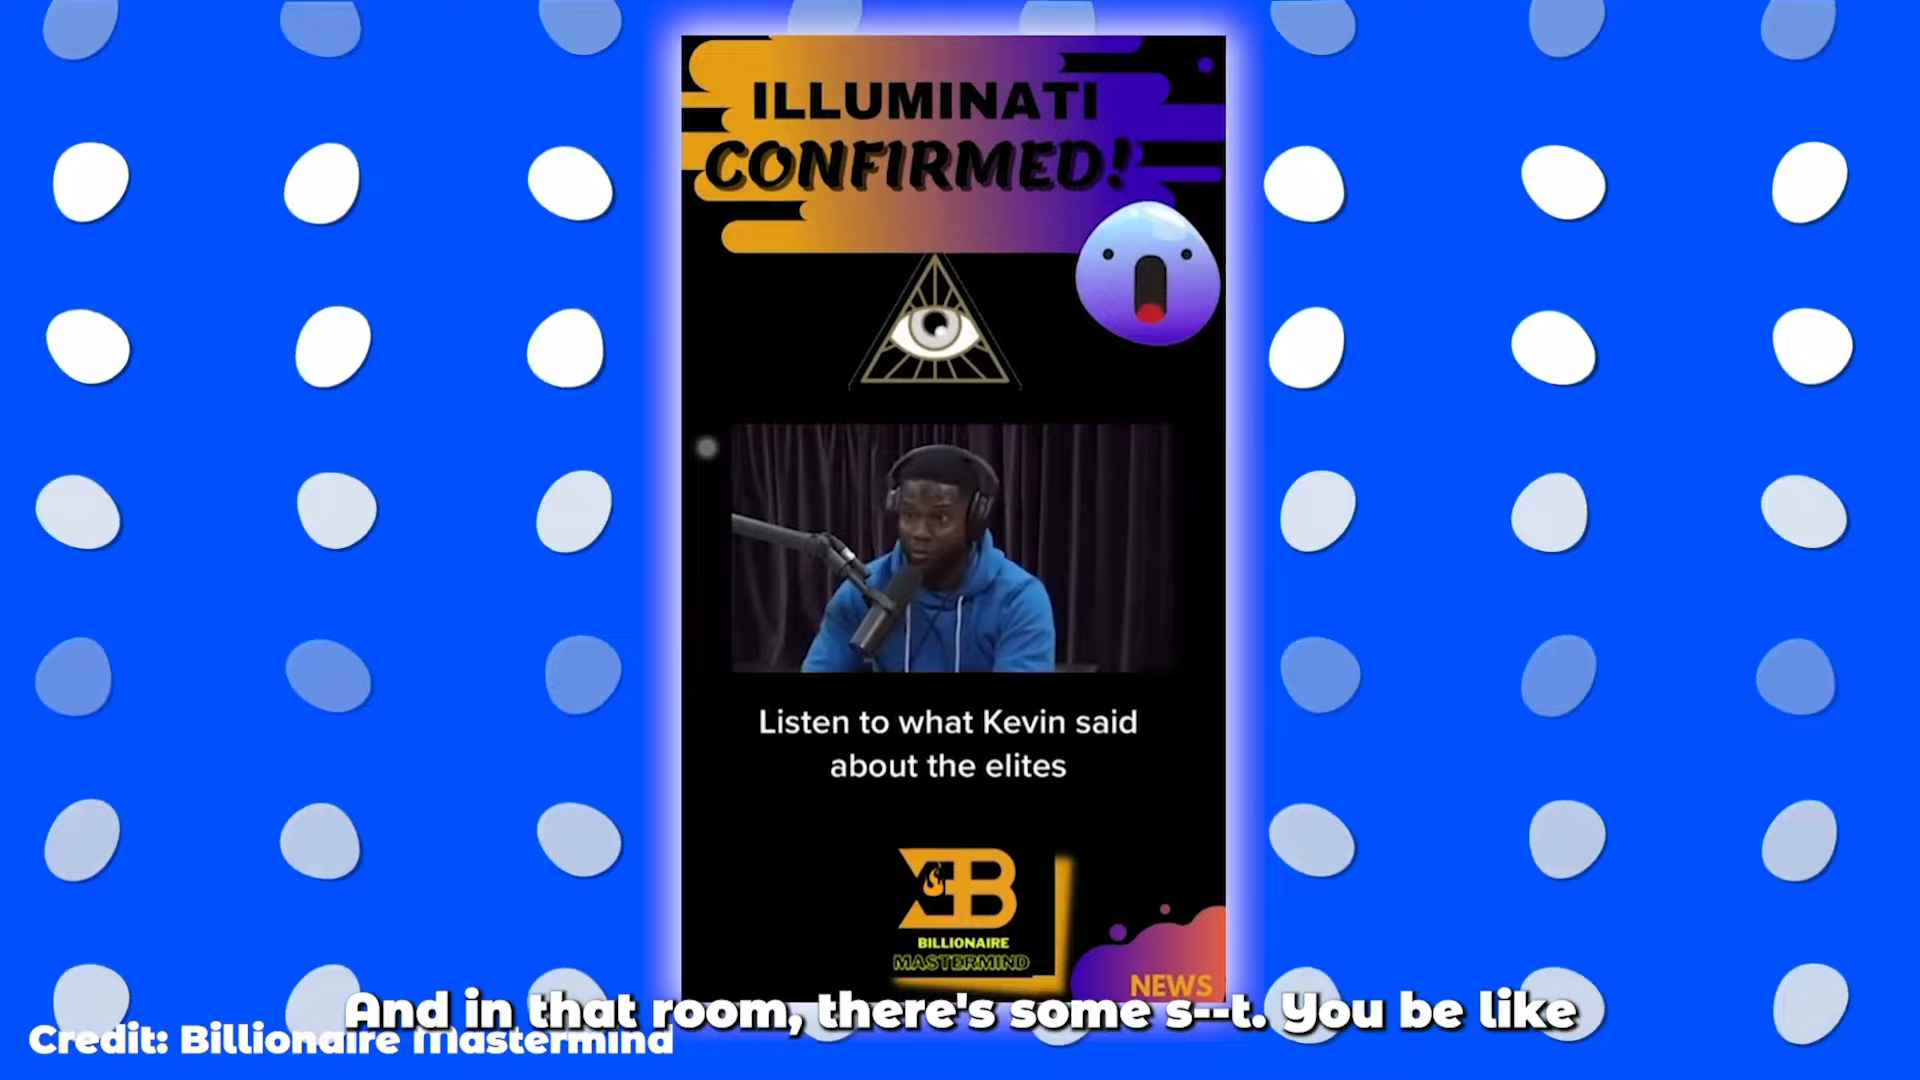 ILLUMINATI
CONFIRMED!
Listen to what Kevin said
about the elites
BILLIONAIRE
MASTERMIND
NEWS
And in that room, there's some s--t. You be like
Credit: Billionaire Mastermind